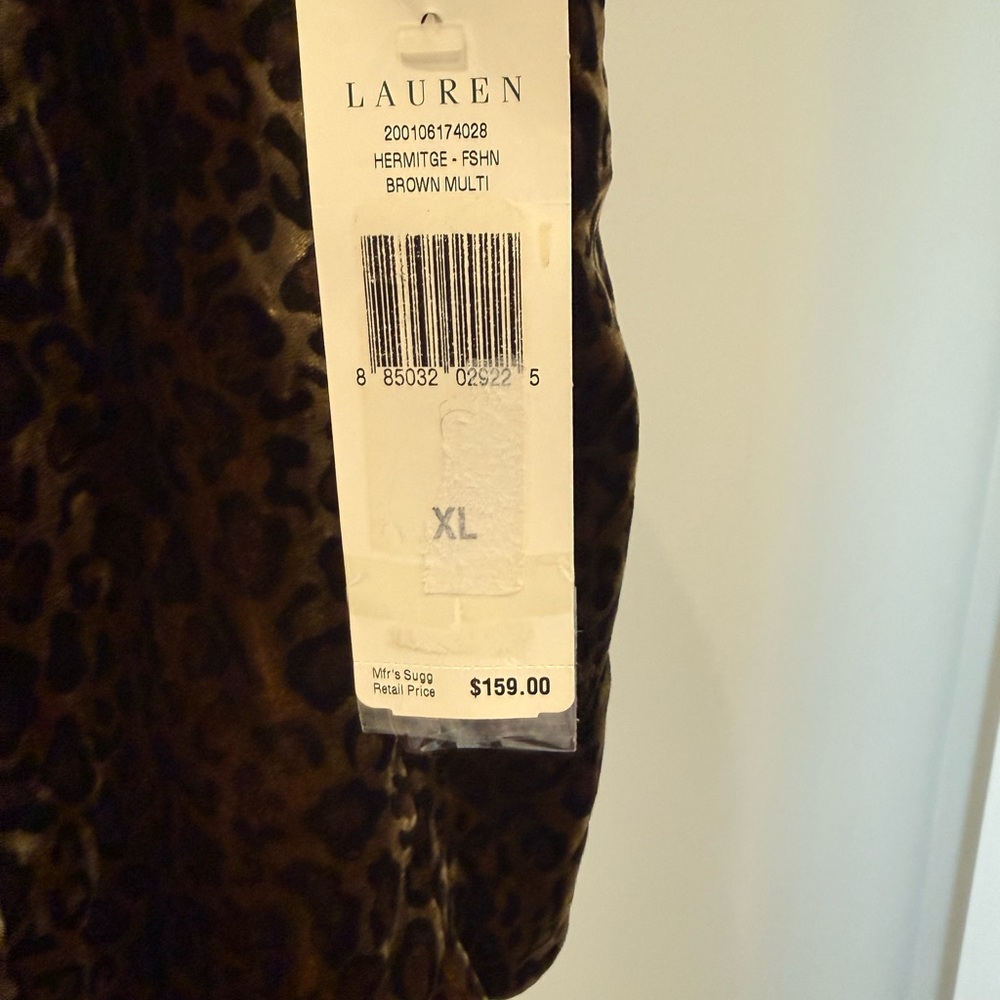 LAUREN
200106174028
HERMITGE - FSHN
BROWN MULTI
8 85032 02922 5
XL
Mfr's Sugg
Retail Price $159.00